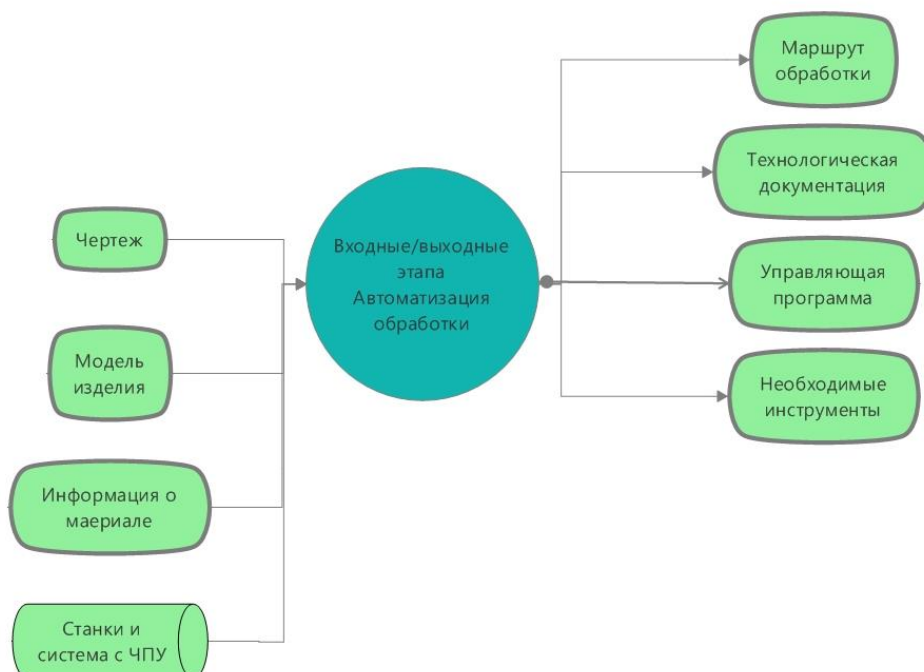 Чертеж
Модель
изделия
Информация о
маериале
Станки и
система с ЧПУ
Входные/выходные
этапа
Автоматизация
обработки
Маршрут
обработки
Технологическая
документация
Управляющая
программа
Необходимые
инструменты